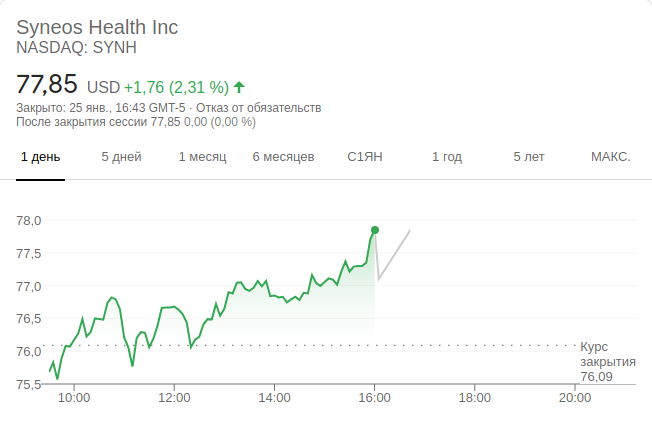 Syneos Health Inc
NASDAQ: SYNH
77,85 USD +1,76 (2,31 %)
Закрыто: 25 янв., 16:43 GMT-5 · Отказ от обязательств
После закрытия сессии 77,85 0,00 (0,00 %)
1 день 5 дней 1 месяц 6 месяцев С1ЯН 1 год 5 лет МАКС.
78,0
77,5
77,0
76,5
76,0
75,5
Курс
закрытия
76,09
10:00 12:00 14:00 16:00 18:00 20:00